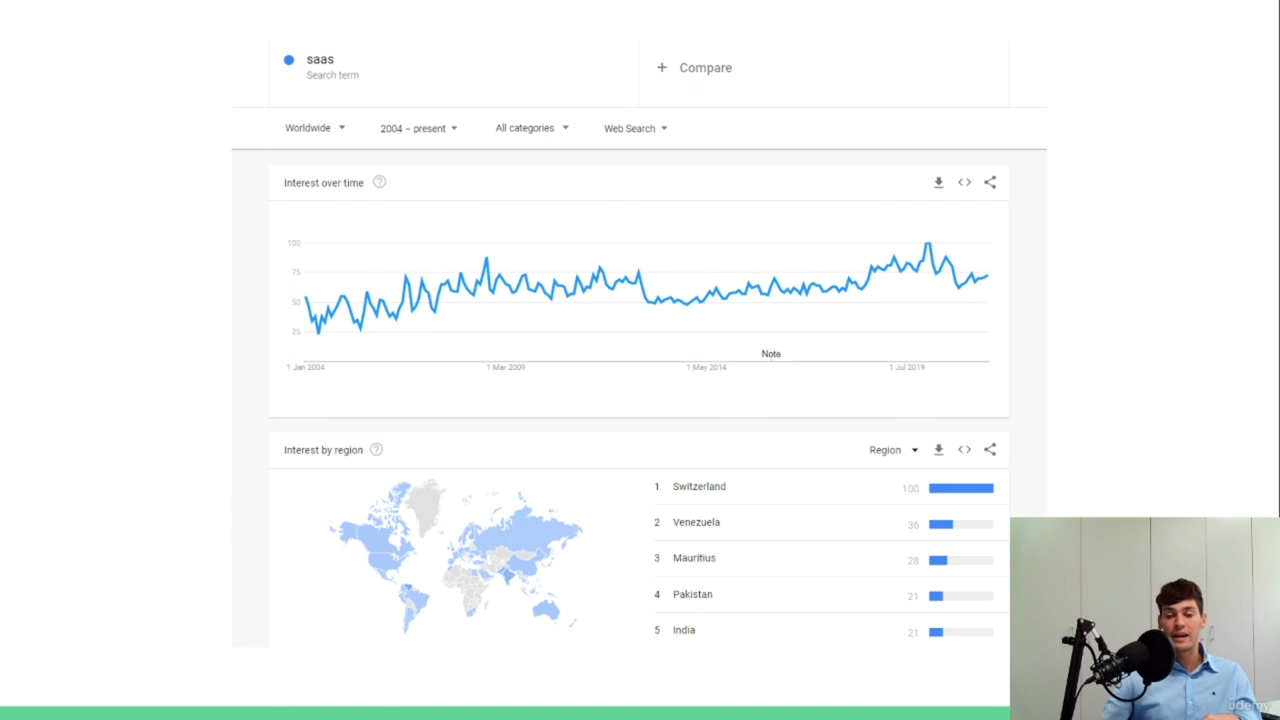 saas
Search term
+ Compare
Worldwide 2004 – present All categories Web Search
Interest over time ?
100
75
50
25
Note
1 Jan 2004 1 Mar 2009 1 May 2014 1 Jul 2019
Interest by region ? Region
1 Switzerland 100
2 Venezuela 36
3 Mauritius 28
4 Pakistan 21
5 India 21
ûdemy